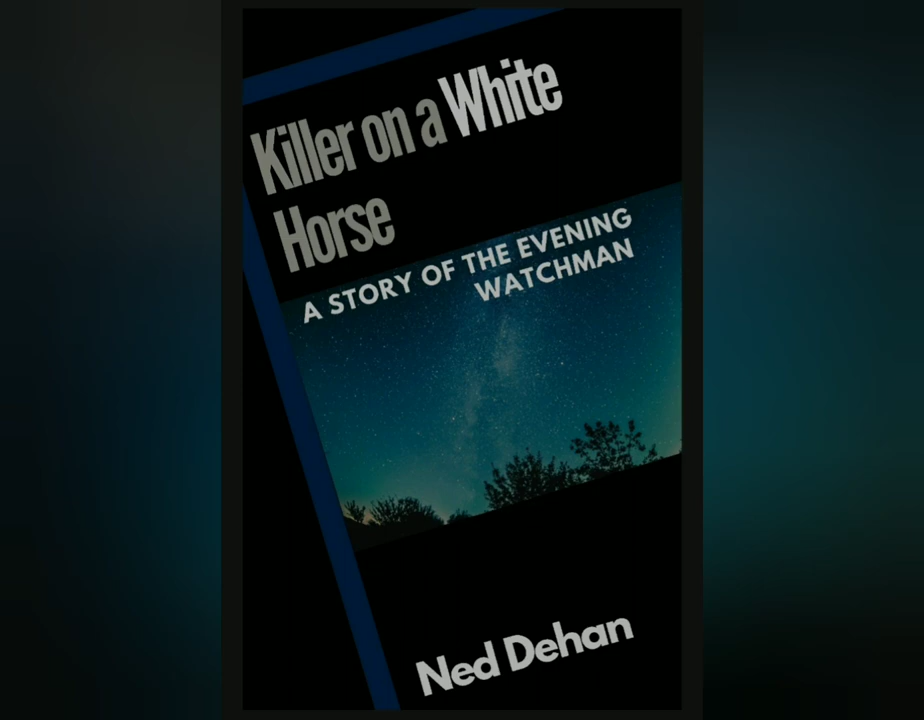 Killer on a White
Horse
A STORY OF THE EVENING
WATCHMAN
Ned Dehan